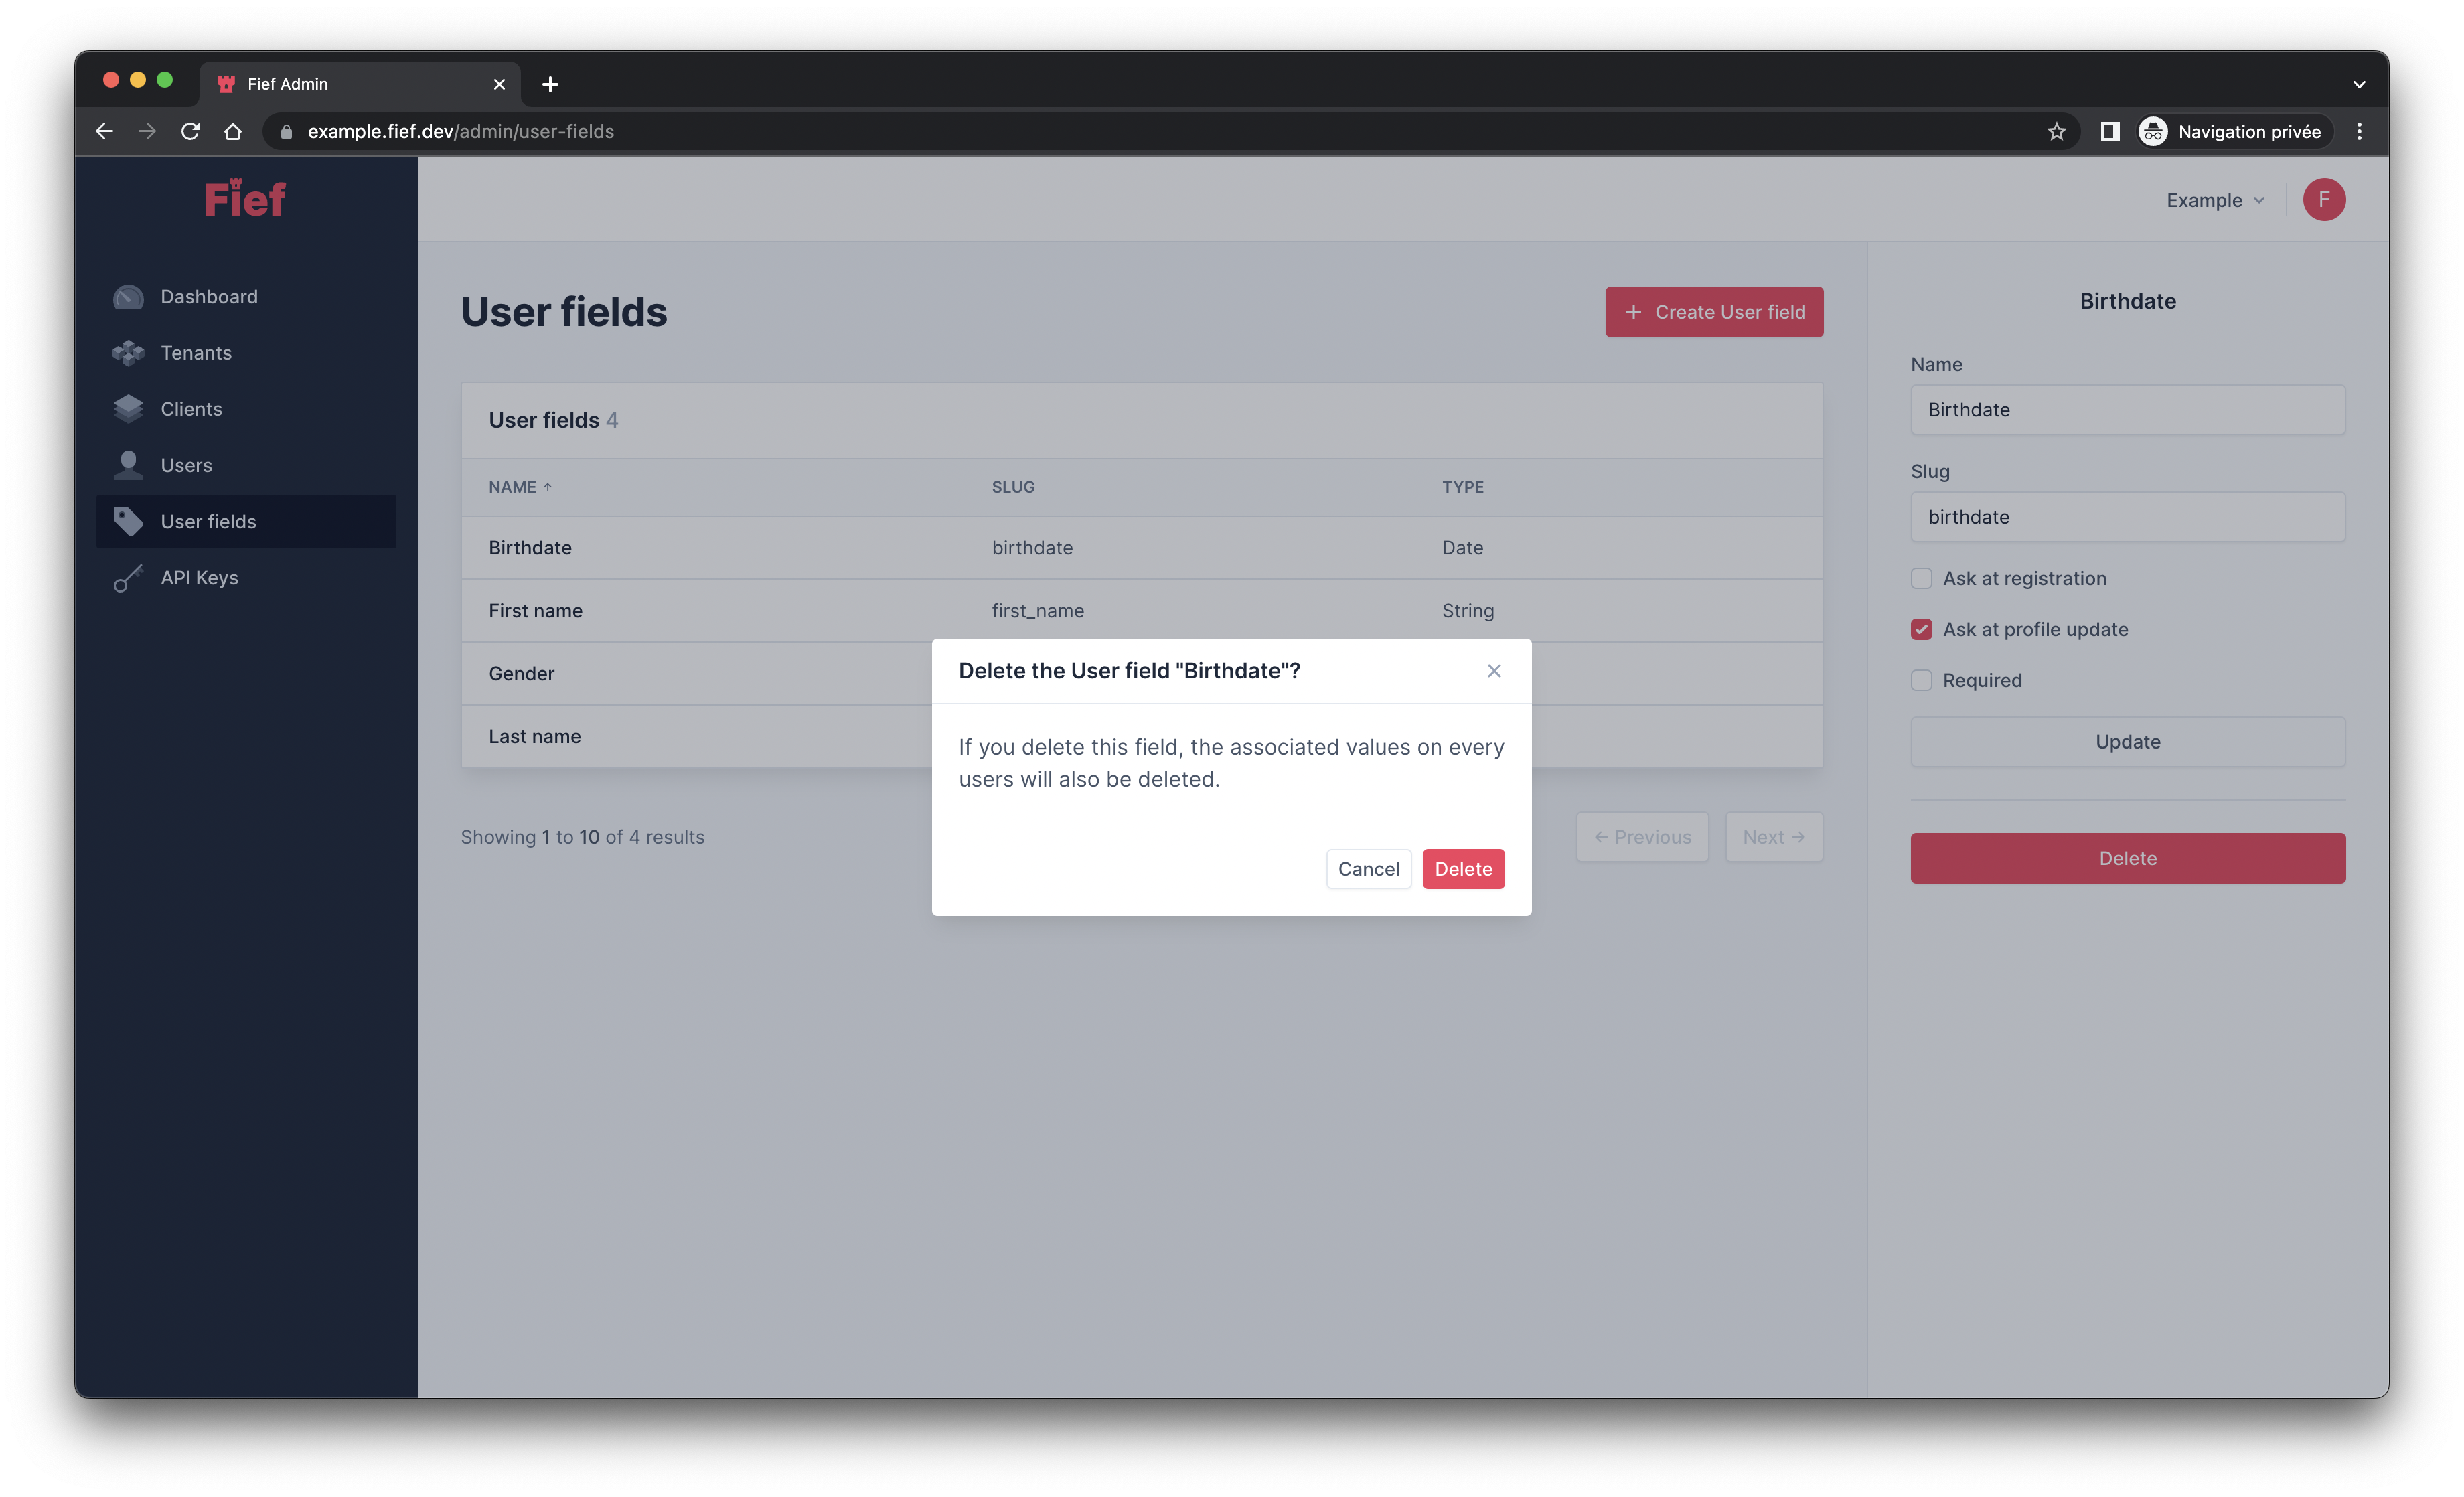 Fief Admin
example.fief.dev/admin/user-fields
Navigation privée
Fief
Example
F
Dashboard
Tenants
Clients
Users
User fields
API Keys
User fields
+ Create User field
User fields 4
NAME ↑ SLUG TYPE
Birthdate birthdate Date
First name first_name String
Gender
Last name
Showing 1 to 10 of 4 results
← Previous
Next →
Delete the User field "Birthdate"?
If you delete this field, the associated values on every
users will also be deleted.
Cancel
Delete
Birthdate
Name
Birthdate
Slug
birthdate
Ask at registration
Ask at profile update
Required
Update
Delete